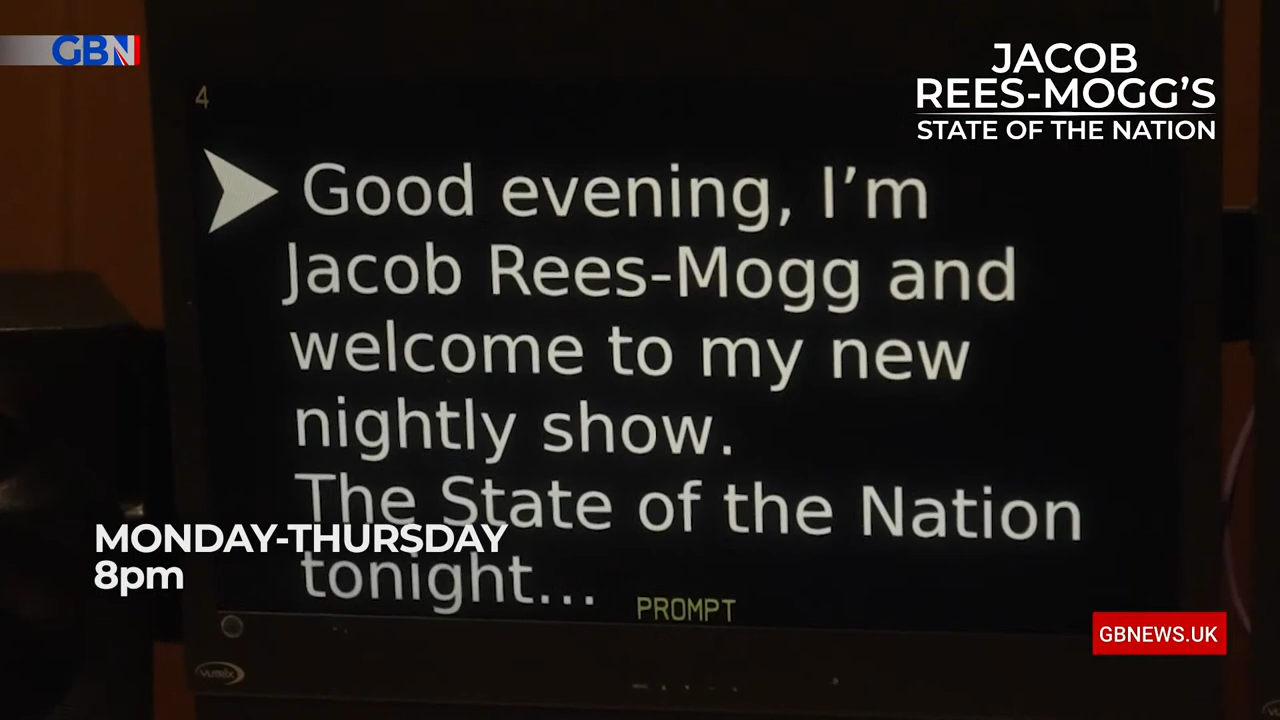 GBN
JACOB
REES-MOGG'S
STATE OF THE NATION
4
Good evening, I'm
Jacob Rees-Mogg and
welcome to my new
nightly show.
The State of the Nation
tonight...
MONDAY-THURSDAY
8pm
PROMPT
GBNEWS.UK
vutrix